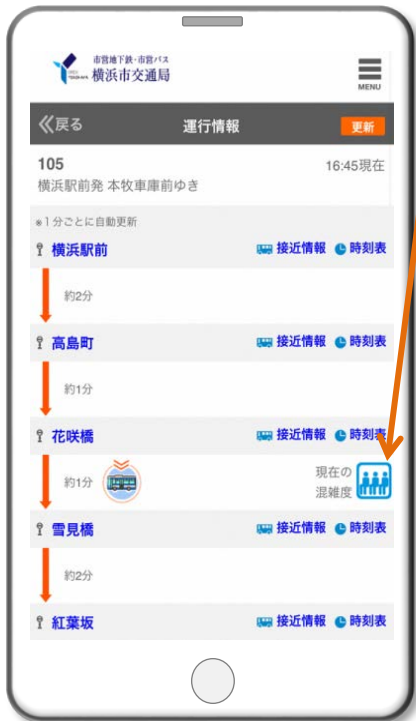 市営地下鉄・市営バス
横浜市交通局
MENU
戻る 運行情報 更新
105 16:45現在
横浜駅前発 本牧車庫前ゆき
※1分ごとに自動更新
横浜駅前 接近情報 時刻表
約2分
高島町 接近情報 時刻表
約1分
花咲橋 接近情報 時刻表
約1分 現在の
混雑度
雪見橋 接近情報 時刻表
約2分
紅葉坂 接近情報 時刻表